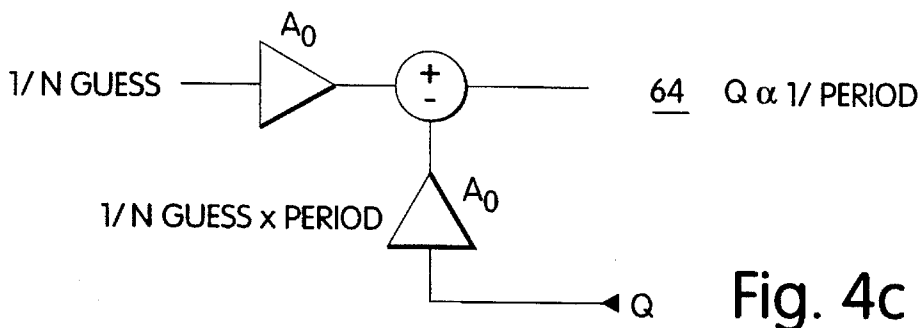 A0
1/N GUESS
+
-
64 Q α 1/ PERIOD
A0
1/N GUESS x PERIOD
Q
Fig. 4c